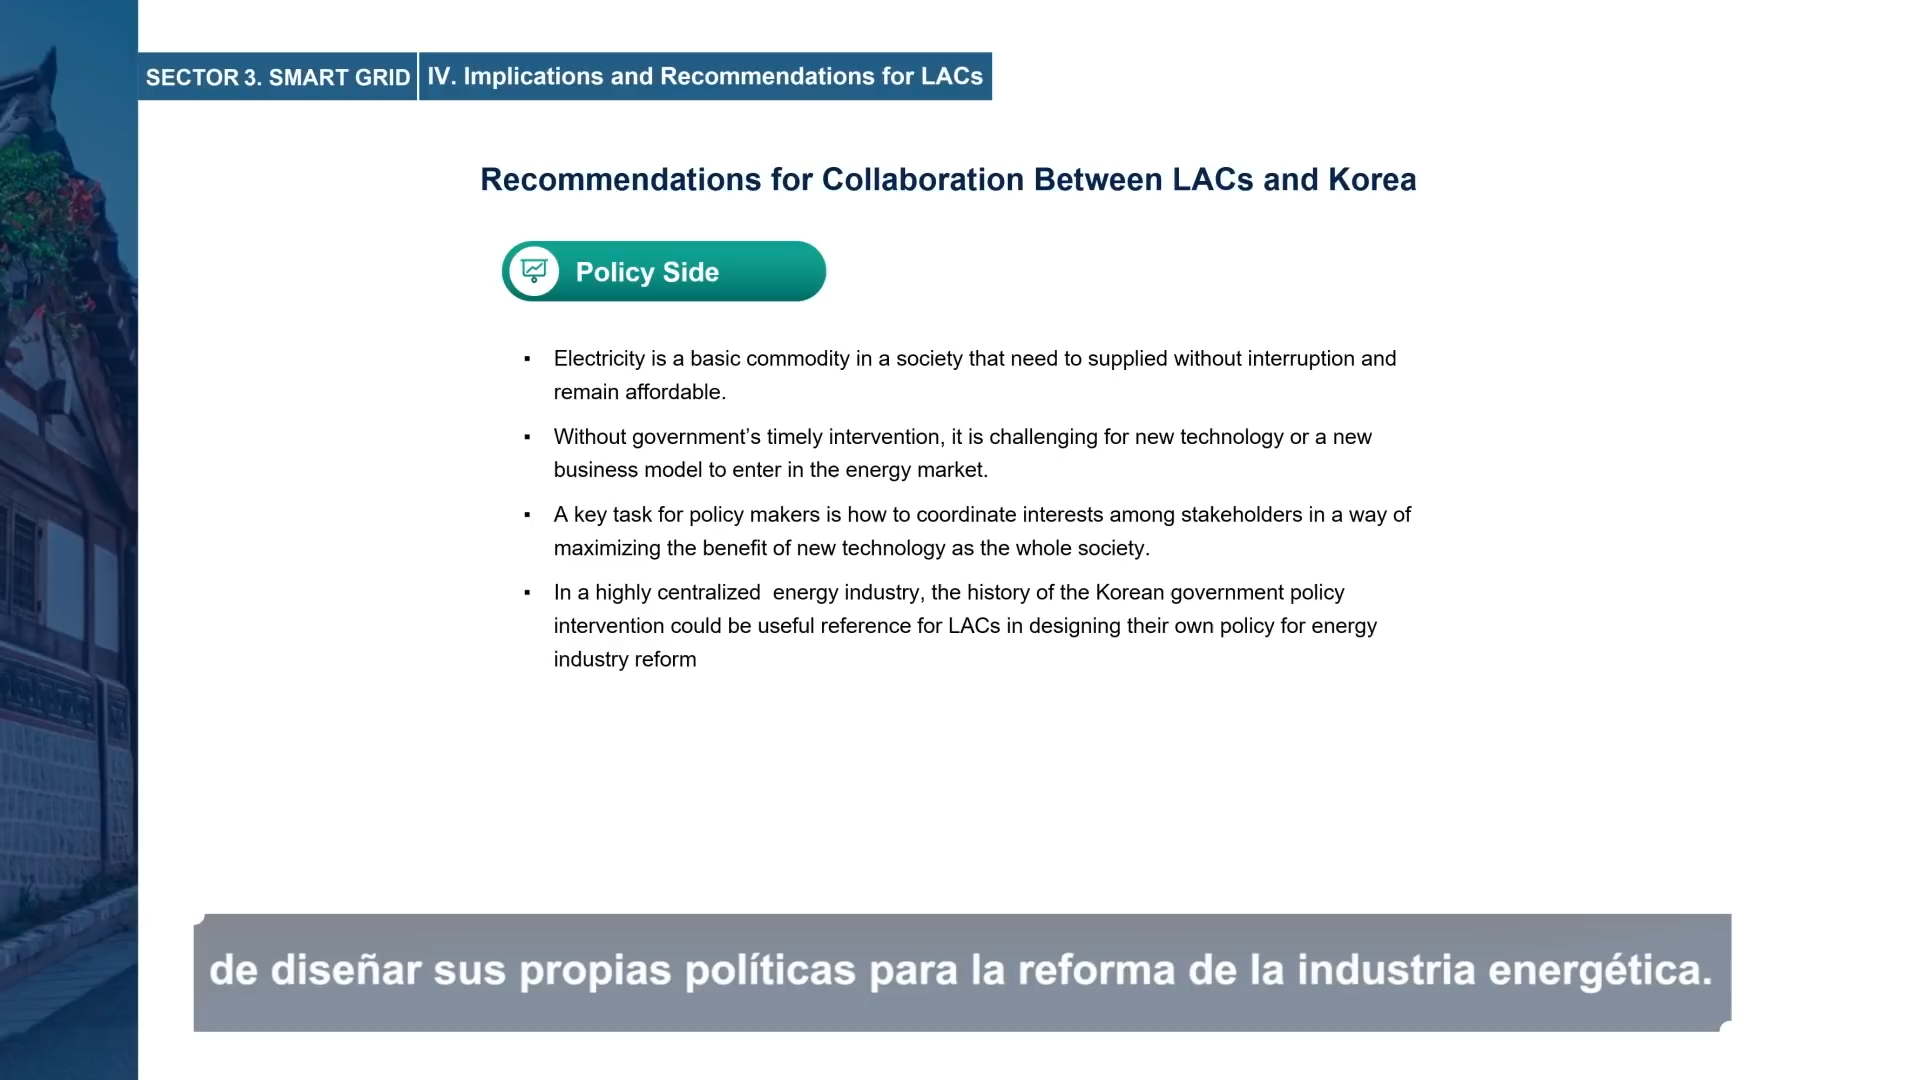 SECTOR 3. SMART GRID
IV. Implications and Recommendations for LACs
Recommendations for Collaboration Between LACs and Korea
Policy Side
▪ Electricity is a basic commodity in a society that need to supplied without interruption and
remain affordable.
▪ Without government’s timely intervention, it is challenging for new technology or a new
business model to enter in the energy market.
▪ A key task for policy makers is how to coordinate interests among stakeholders in a way of
maximizing the benefit of new technology as the whole society.
▪ In a highly centralized  energy industry, the history of the Korean government policy
intervention could be useful reference for LACs in designing their own policy for energy
industry reform
de diseñar sus propias políticas para la reforma de la industria energética.